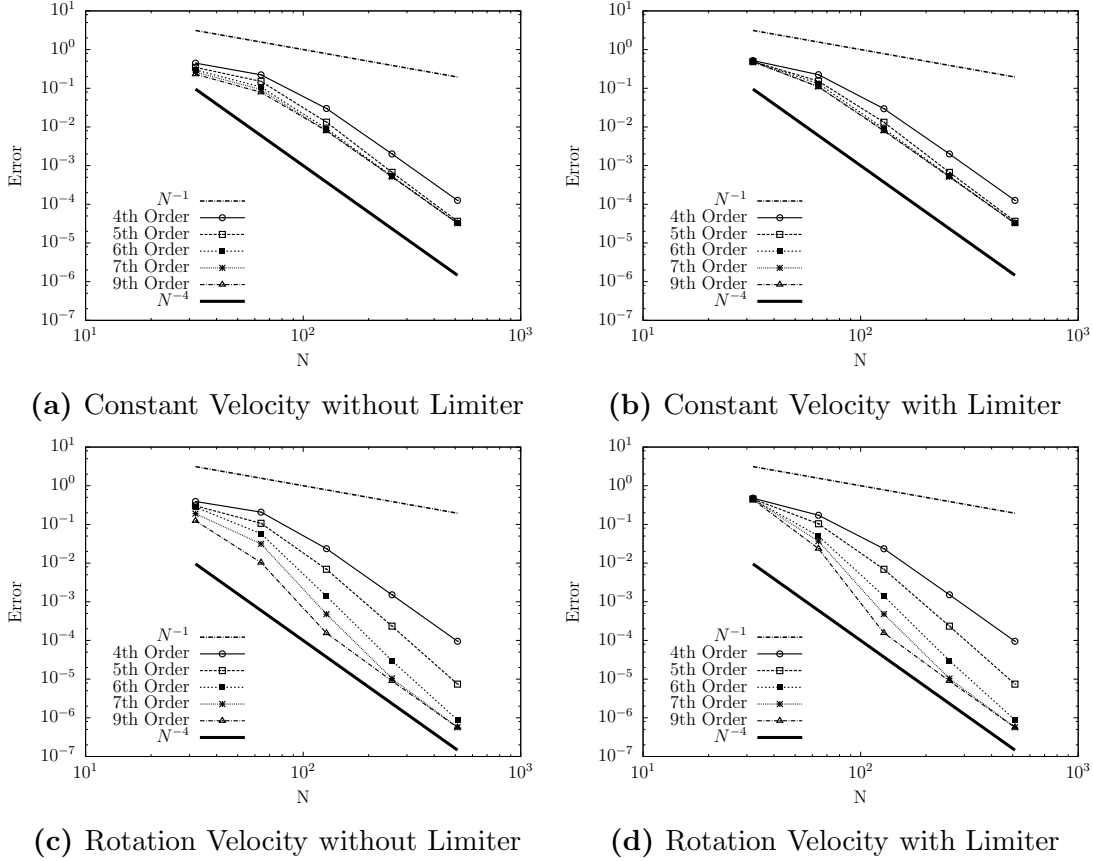 10^1
10^0
10^-1
10^-2
10^-3
10^-4
10^-5
10^-6
10^-7
Error
N^-1
4th Order
5th Order
6th Order
7th Order
9th Order
N^-4
10^1 10^2 10^3
N
(a) Constant Velocity without Limiter
10^1
10^0
10^-1
10^-2
10^-3
10^-4
10^-5
10^-6
10^-7
Error
N^-1
4th Order
5th Order
6th Order
7th Order
9th Order
N^-4
10^1 10^2 10^3
N
(b) Constant Velocity with Limiter
10^1
10^0
10^-1
10^-2
10^-3
10^-4
10^-5
10^-6
10^-7
Error
N^-1
4th Order
5th Order
6th Order
7th Order
9th Order
N^-4
10^1 10^2 10^3
N
(c) Rotation Velocity without Limiter
10^1
10^0
10^-1
10^-2
10^-3
10^-4
10^-5
10^-6
10^-7
Error
N^-1
4th Order
5th Order
6th Order
7th Order
9th Order
N^-4
10^1 10^2 10^3
N
(d) Rotation Velocity with Limiter